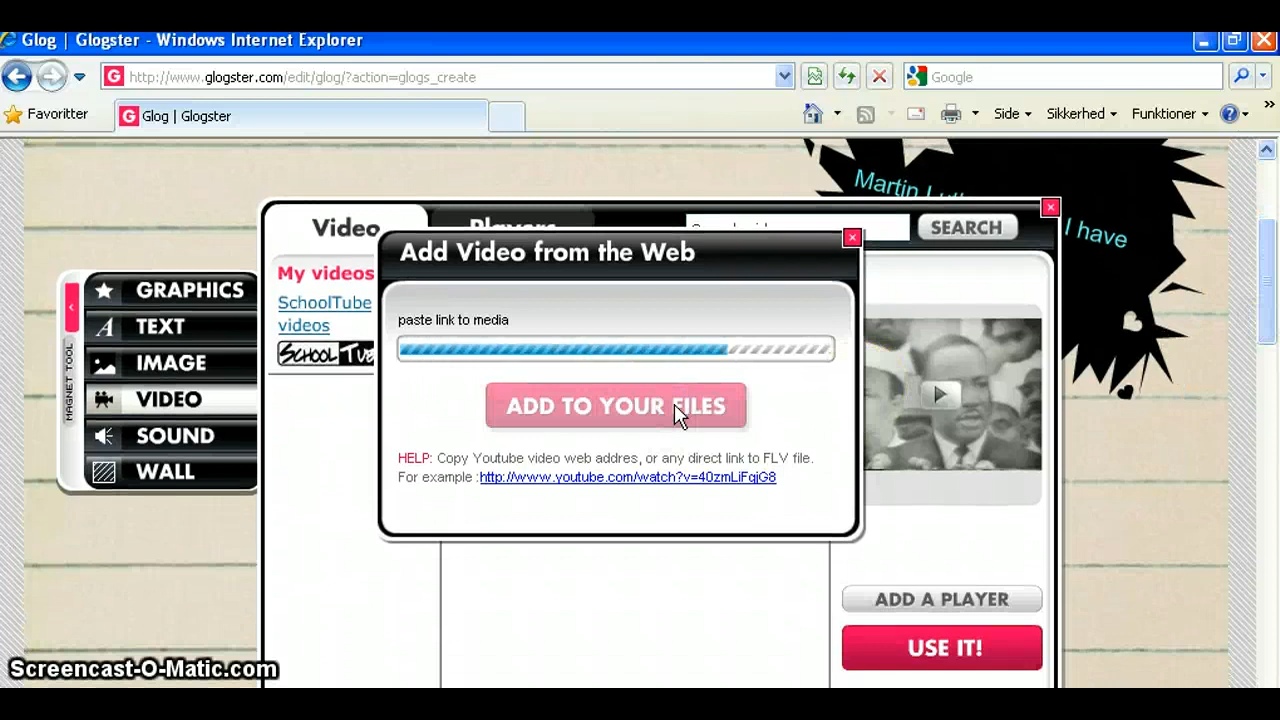 Glog | Glogster - Windows Internet Explorer
http://www.glogster.com/edit/glog/?action=glogs_create
Google
Favoritter
Glog | Glogster
Side
Sikkerhed
Funktioner
Martin
I have
Video
Players
SEARCH
Add Video from the Web
My videos
SchoolTube
videos
SCHOOL
paste link to media
ADD TO YOUR FILES
HELP: Copy Youtube video web addres, or any direct link to FLV file.
For example :http://www.youtube.com/watch?v=40zmLiFqjG8
MAGNET TOOL
GRAPHICS
TEXT
IMAGE
VIDEO
SOUND
WALL
ADD A PLAYER
USE IT!
Screencast-O-Matic.com